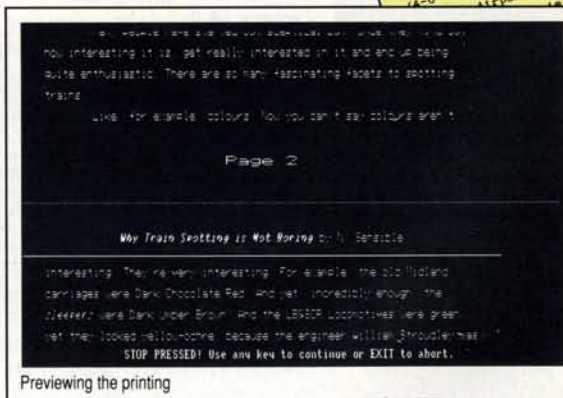 how interesting it is, get really interested in it and end up being
quite enthusiastic. There are so many fascinating facets to spotting
trains.
Like, for example, colours. Now you can't say colours aren't
Page 2
Why Train Spotting is Not Boring by N. Sensible
interesting. They're very interesting. For example, the old Midland
carriages were Dark Chocolate Red. And yet, incredibly enough, the
sleepers were Dark Umber Brown. And the LB&SCR Locomotives were green
yet they looked yellow-ochre because the engineer William Stroudley was
STOP PRESSED! Use any key to continue or EXIT to abort.
Previewing the printing